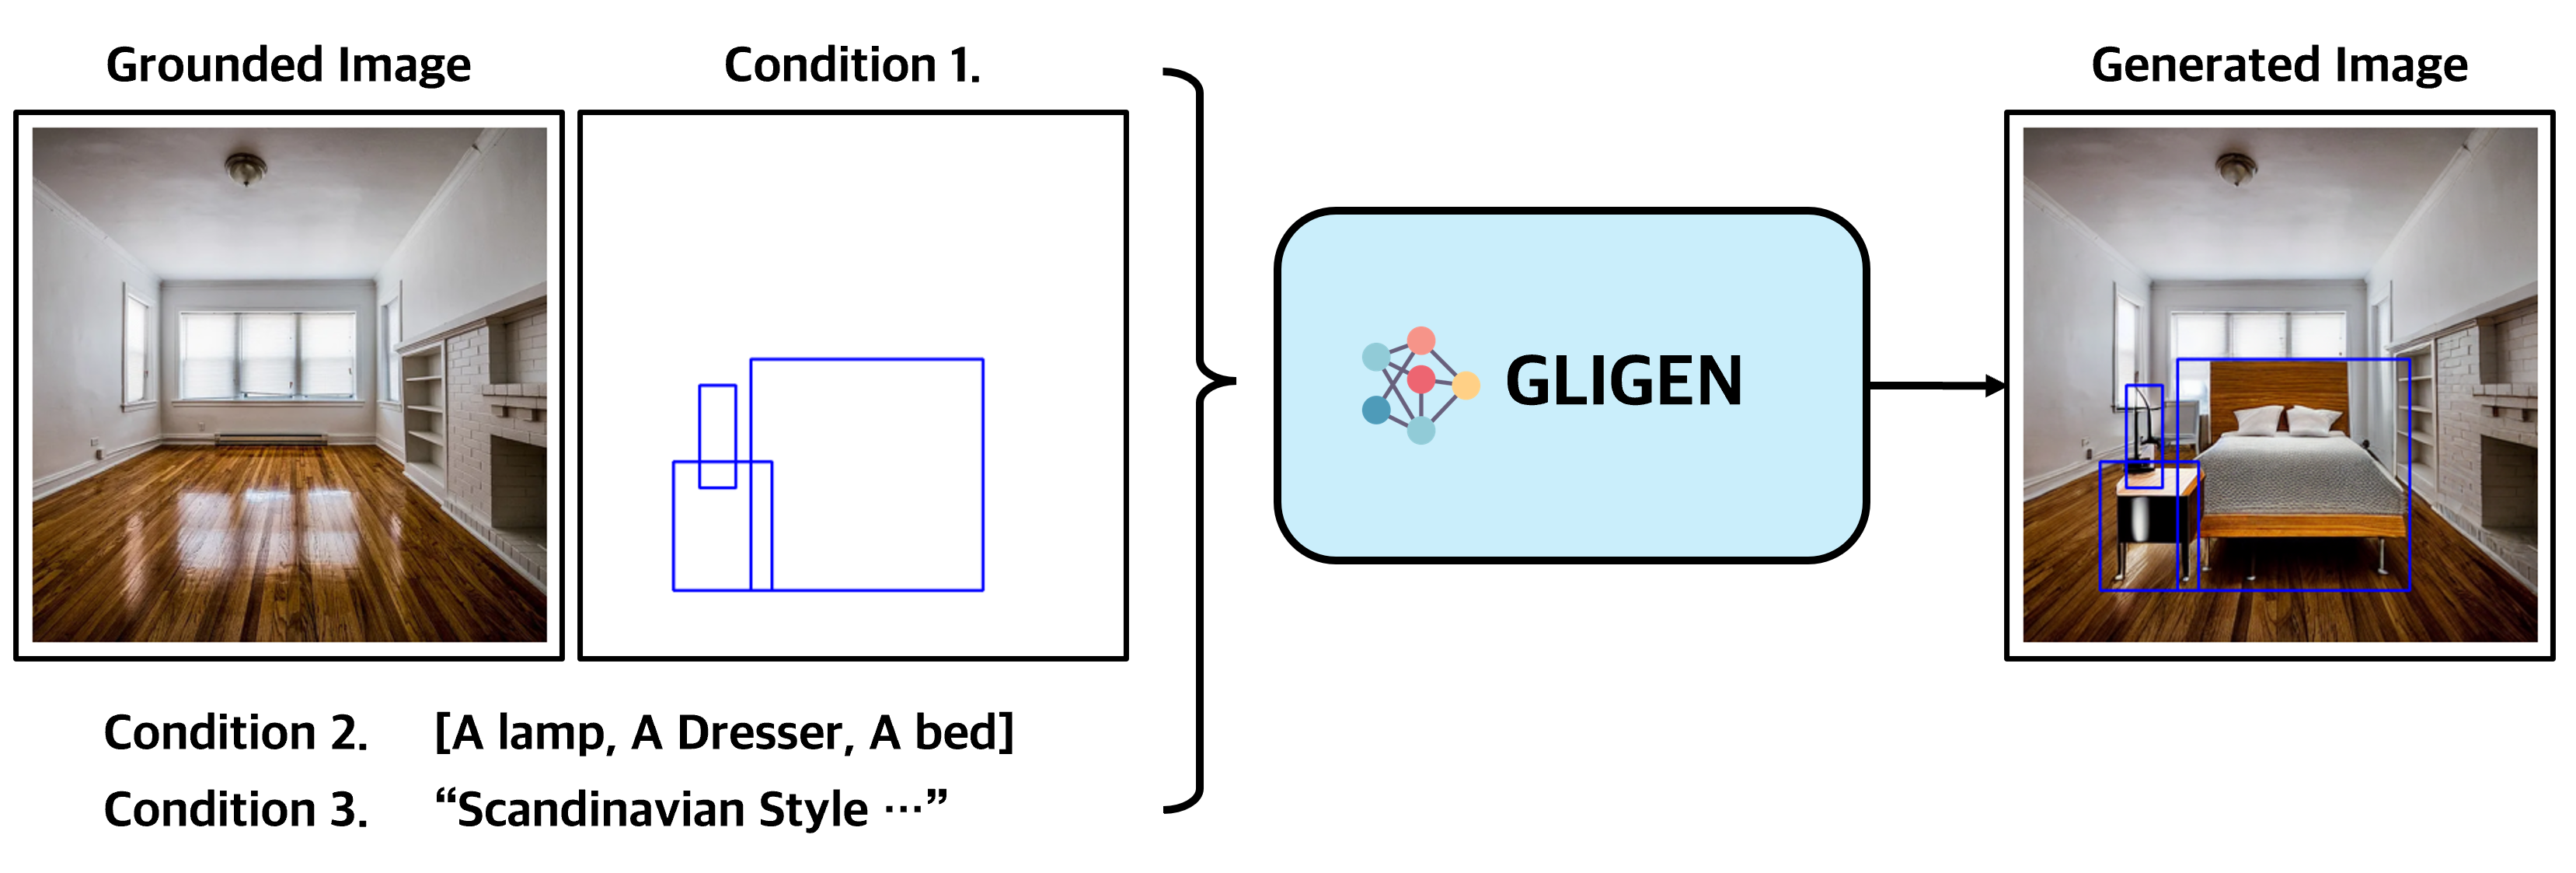 Grounded Image
Condition 1.
Generated Image
GLIGEN
Condition 2. [A lamp, A Dresser, A bed]
Condition 3. “Scandinavian Style ⋯”